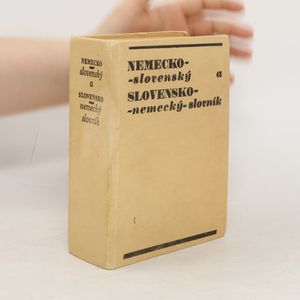 NEMECKO
~slovenský
a
SLOVENSKO~
nemecký
slovník
NEMECKO~
~slovenský a
SLOVENSKO~
~nemecký~slovník